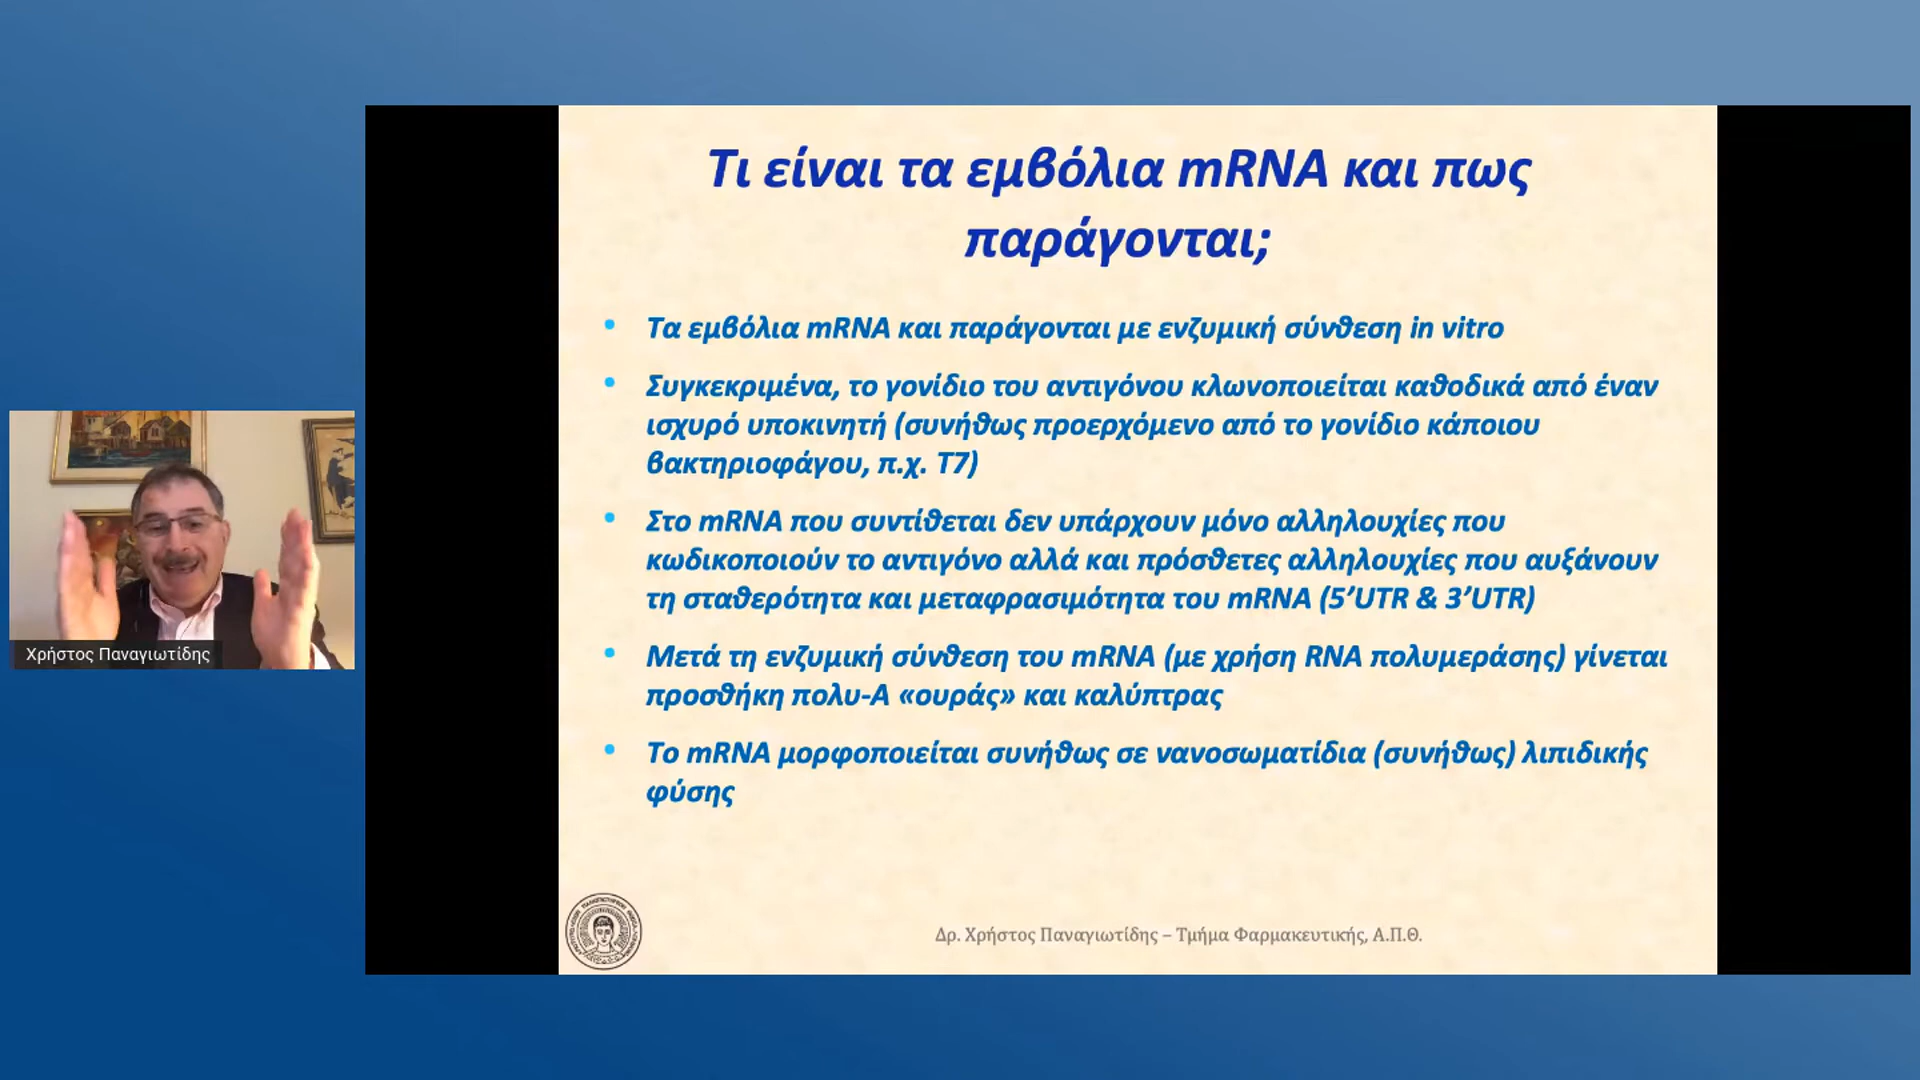 Τι είναι τα εμβόλια mRNA και πως
παράγονται;
• Τα εμβόλια mRNA και παράγονται με ενζυμική σύνθεση in vitro
• Συγκεκριμένα, το γονίδιο του αντιγόνου κλωνοποιείται καθοδικά από έναν
ισχυρό υποκινητή (συνήθως προερχόμενο από το γονίδιο κάποιου
βακτηριοφάγου, π.χ. Τ7)
• Στο mRNA που συντίθεται δεν υπάρχουν μόνο αλληλουχίες που
κωδικοποιούν το αντιγόνο αλλά και πρόσθετες αλληλουχίες που αυξάνουν
τη σταθερότητα και μεταφρασιμότητα του mRNA (5’UTR & 3’UTR)
• Μετά τη ενζυμική σύνθεση του mRNA (με χρήση RNA πολυμεράσης) γίνεται
προσθήκη πολυ-Α «ουράς» και καλύπτρας
• Το mRNA μορφοποιείται συνήθως σε νανοσωματίδια (συνήθως) λιπιδικής
φύσης
Δρ. Χρήστος Παναγιωτίδης – Τμήμα Φαρμακευτικής, Α.Π.Θ.
Χρήστος Παναγιωτίδης